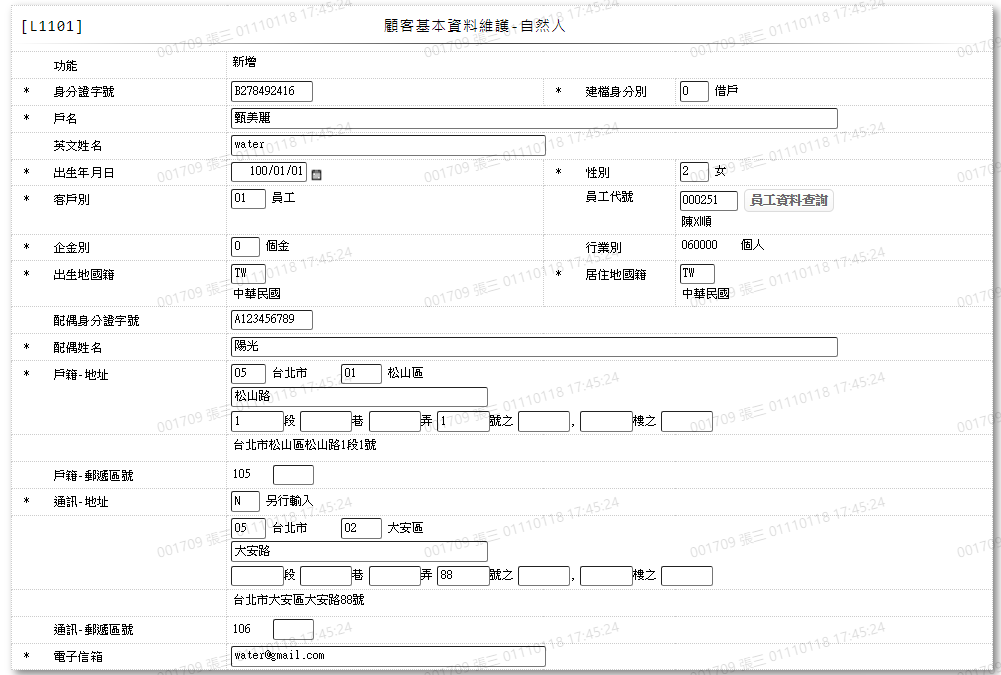 [L1101] 顧客基本資料維護-自然人
功能 新增
* 身分證字號 B278492416 * 建檔身分別 0 借戶
* 戶名 甄美麗
英文姓名 water
* 出生年月日 100/01/01 * 性別 2 女
* 客戶別 01 員工 員工代號 000251 員工資料查詢
陳XX順
* 企金別 0 個金 行業別 060000 個人
* 出生地國籍 TW * 居住地國籍 TW
中華民國 中華民國
配偶身分證字號 A123456789
* 配偶姓名 陽光
* 戶籍-地址 05 台北市 01 松山區
松山路
1 段 巷 弄 1 號之 , 樓之
台北市松山區松山路1段1號
戶籍-郵遞區號 105
* 通訊-地址 N 另行輸入
05 台北市 02 大安區
大安路
段 巷 弄 88 號之 , 樓之
台北市大安區大安路88號
通訊-郵遞區號 106
* 電子信箱 water@gmail.com
001709 張三 01110118 17:45:24